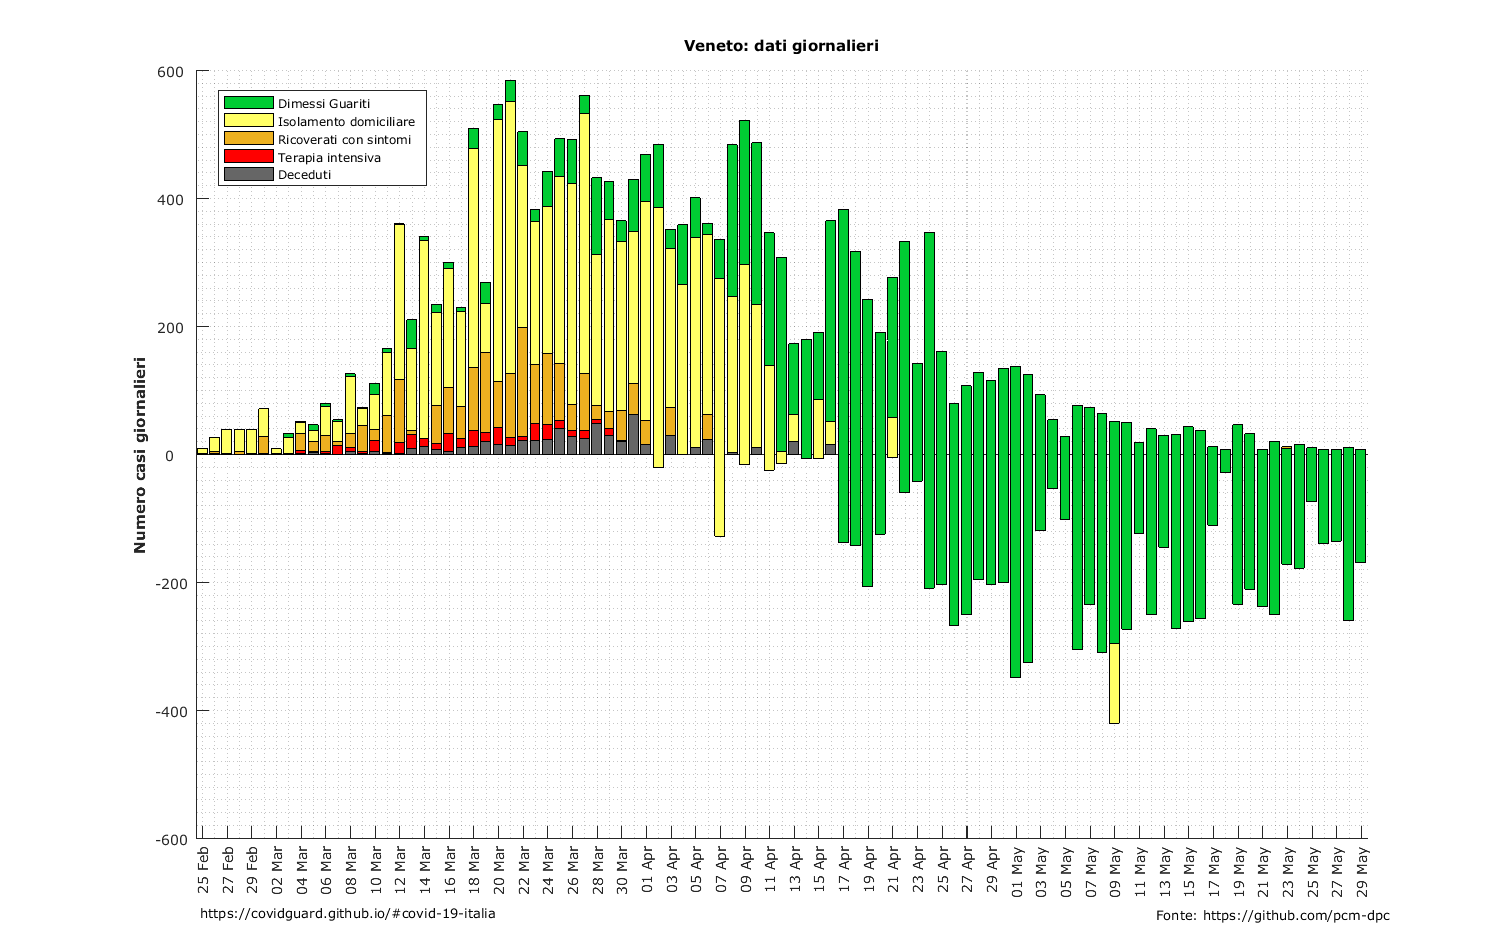 Veneto: dati giornalieri
600
400
200
0
-200
-400
-600
Numero casi giornalieri
Dimessi Guariti
Isolamento domiciliare
Ricoverati con sintomi
Terapia intensiva
Deceduti
25 Feb
27 Feb
29 Feb
02 Mar
04 Mar
06 Mar
08 Mar
10 Mar
12 Mar
14 Mar
16 Mar
18 Mar
20 Mar
22 Mar
24 Mar
26 Mar
28 Mar
30 Mar
01 Apr
03 Apr
05 Apr
07 Apr
09 Apr
11 Apr
13 Apr
15 Apr
17 Apr
19 Apr
21 Apr
23 Apr
25 Apr
27 Apr
29 Apr
01 May
03 May
05 May
07 May
09 May
11 May
13 May
15 May
17 May
19 May
21 May
23 May
25 May
27 May
29 May
https://covidguard.github.io/#covid-19-italia
Fonte: https://github.com/pcm-dpc